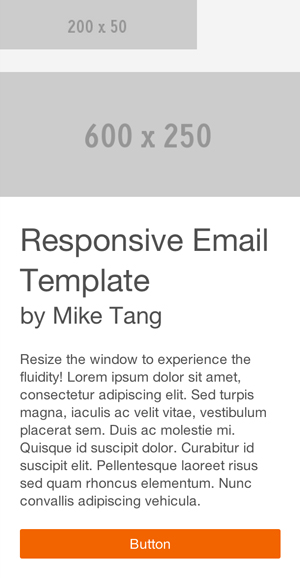 200 x 50
600 x 250
Responsive Email
Template
by Mike Tang
Resize the window to experience the
fluidity! Lorem ipsum dolor sit amet,
consectetur adipiscing elit. Sed turpis
magna, iaculis ac velit vitae, vestibulum
placerat sem. Duis ac molestie mi.
Quisque id suscipit dolor. Curabitur id
suscipit elit. Pellentesque laoreet risus
sed quam rhoncus elementum. Nunc
convallis adipiscing vehicula.
Button